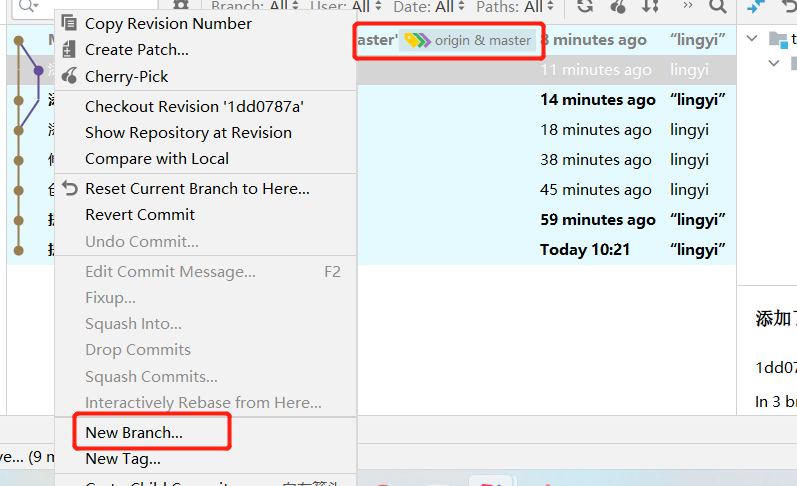 Branch: All User: All Date: All Paths: All »
Copy Revision Number
Create Patch...
Cherry-Pick
Checkout Revision '1dd0787a'
Show Repository at Revision
Compare with Local
Reset Current Branch to Here...
Revert Commit
Undo Commit...
Edit Commit Message... F2
Fixup...
Squash Into...
Drop Commits
Squash Commits...
Interactively Rebase from Here...
New Branch...
New Tag...
aster' origin & master 8 minutes ago “lingyi”
11 minutes ago lingyi
14 minutes ago “lingyi”
18 minutes ago lingyi
38 minutes ago lingyi
45 minutes ago lingyi
59 minutes ago “lingyi”
Today 10:21 “lingyi”
添加了
1dd07
In 3 br
ve... (9 m